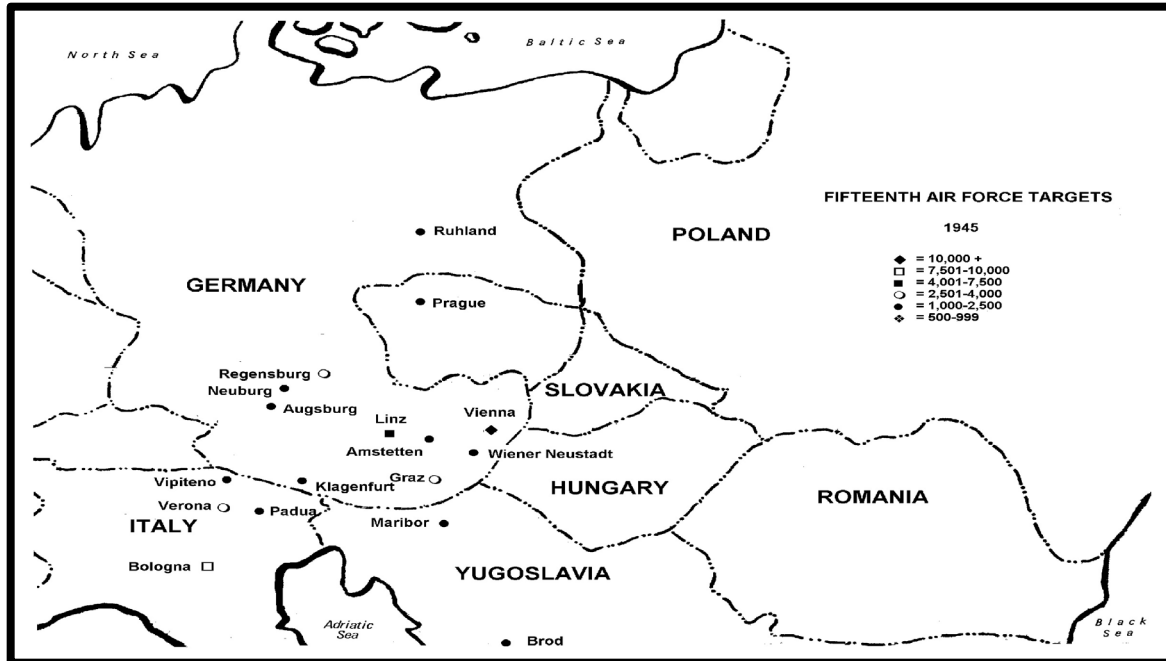 North Sea
Baltic Sea
FIFTEENTH AIR FORCE TARGETS
1945
= 10,000 +
= 7,501-10,000
= 4,001-7,500
= 2,501-4,000
= 1,000-2,500
= 500-999
POLAND
Ruhland
GERMANY
Prague
Regensburg
Neuburg
Augsburg
SLOVAKIA
Linz
Vienna
Amstetten
Wiener Neustadt
Vipiteno
Klagenfurt
Graz
HUNGARY
ROMANIA
Verona
Padua
ITALY
Maribor
Bologna
YUGOSLAVIA
Adriatic
Sea
Brod
Black
Sea